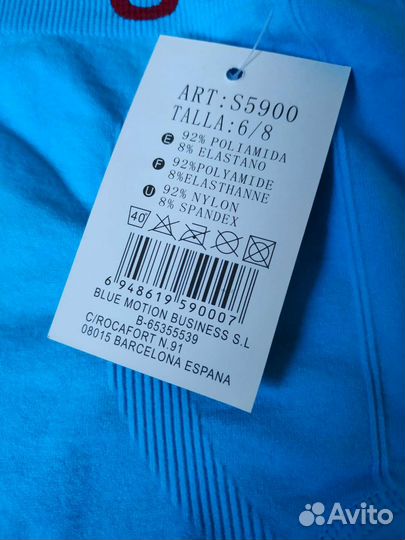 ART:S5900
TALLA:6/8
E 92% POLIAMIDA
8% ELASTANO
F 92%POLYAMIDE
8%ELASTHANNE
U 92% NYLON
8% SPANDEX
40
6 948619 590007
BLUE MOTION BUSINESS S.L
B-65355539
C/ROCAFORT N.91
08015 BARCELONA ESPANA
Avito